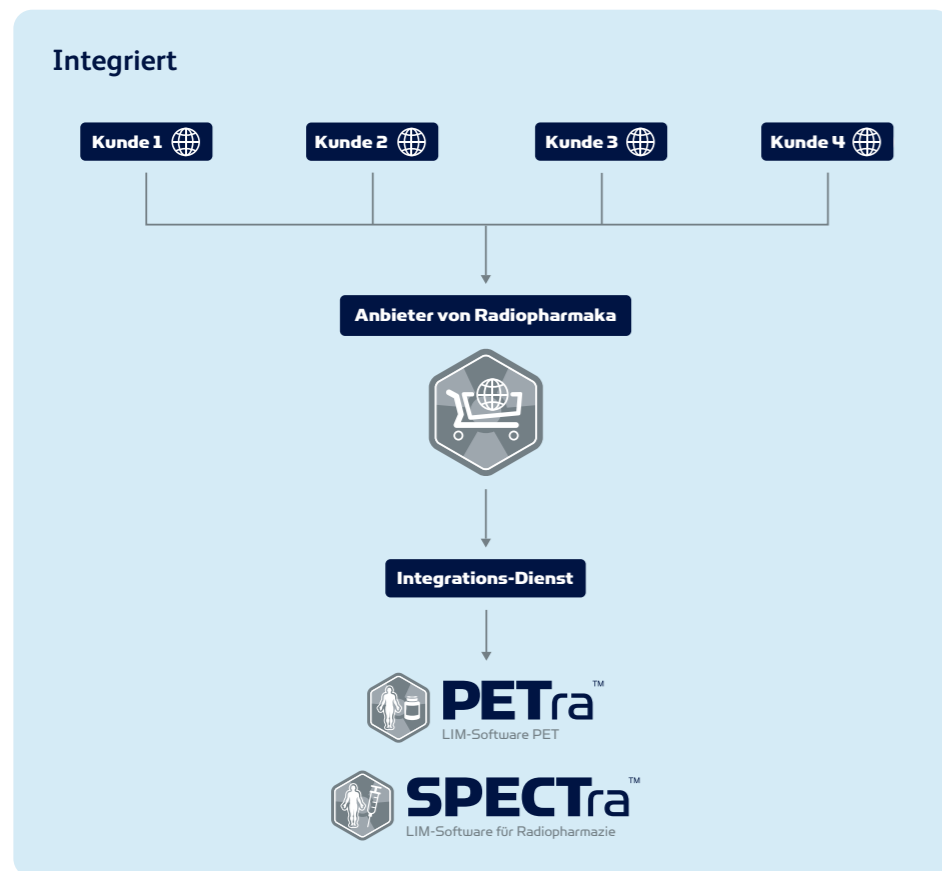 Integriert
Kunde 1
Kunde 2
Kunde 3
Kunde 4
Anbieter von Radiopharmaka
Integrations-Dienst
PETra™
LIM-Software PET
SPECTra™
LIM-Software für Radiopharmazie